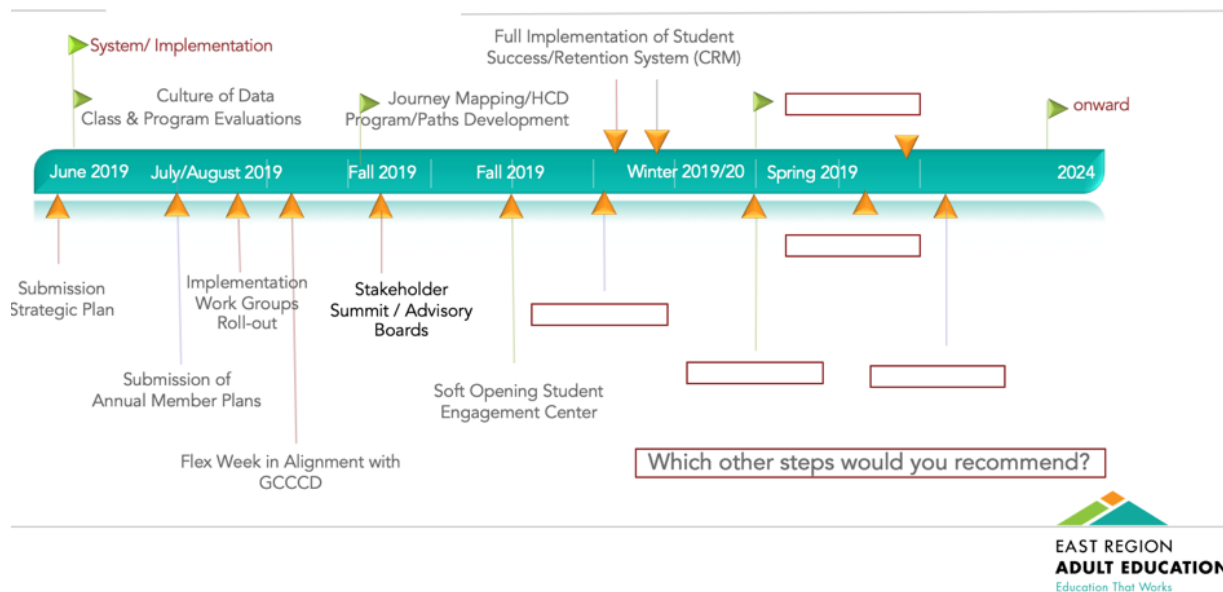 System/ Implementation
Culture of Data
Class & Program Evaluations
Journey Mapping/HCD
Program/Paths Development
Full Implementation of Student
Success/Retention System (CRM)
onward
June 2019
July/August 2019
Fall 2019
Fall 2019
Winter 2019/20
Spring 2019
2024
Submission
Strategic Plan
Implementation
Work Groups
Roll-out
Stakeholder
Summit / Advisory
Boards
Submission of
Annual Member Plans
Soft Opening Student
Engagement Center
Flex Week in Alignment with
GCCCD
Which other steps would you recommend?
EAST REGION
ADULT EDUCATION
Education That Works